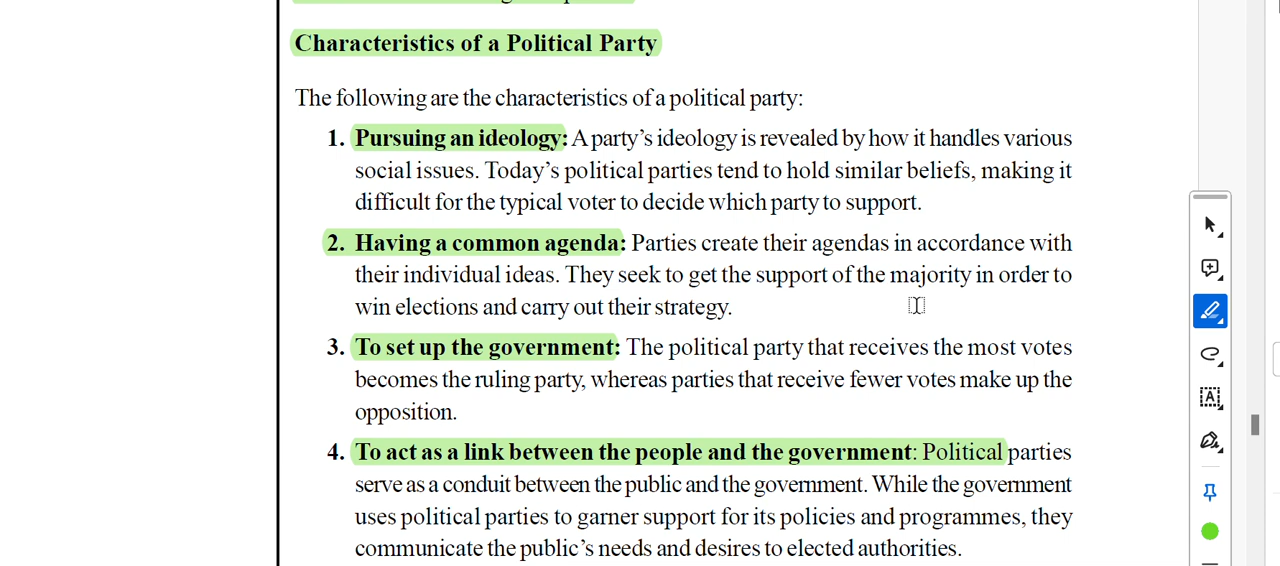 Characteristics of a Political Party
The following are the characteristics of a political party:
1. Pursuing an ideology: A party’s ideology is revealed by how it handles various
social issues. Today’s political parties tend to hold similar beliefs, making it
difficult for the typical voter to decide which party to support.
2. Having a common agenda: Parties create their agendas in accordance with
their individual ideas. They seek to get the support of the majority in order to
win elections and carry out their strategy.
3. To set up the government: The political party that receives the most votes
becomes the ruling party, whereas parties that receive fewer votes make up the
opposition.
4. To act as a link between the people and the government: Political parties
serve as a conduit between the public and the government. While the government
uses political parties to garner support for its policies and programmes, they
communicate the public’s needs and desires to elected authorities.